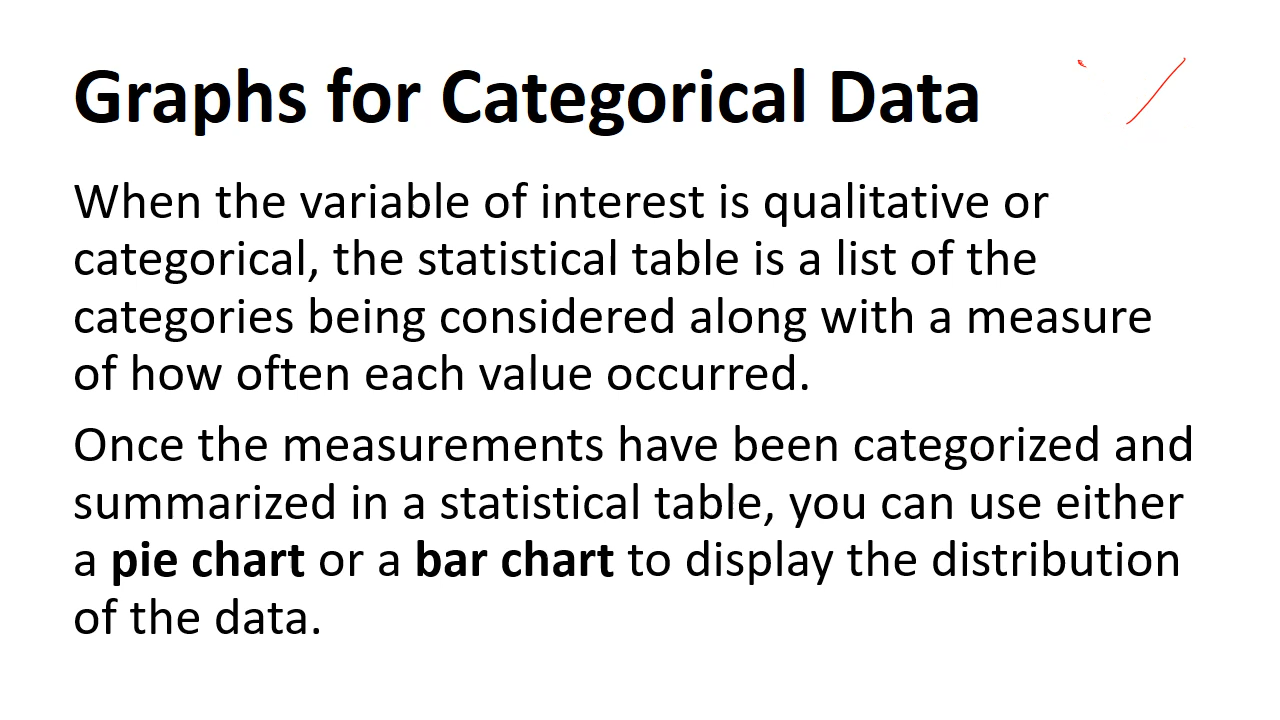 Graphs for Categorical Data
When the variable of interest is qualitative or
categorical, the statistical table is a list of the
categories being considered along with a measure
of how often each value occurred.
Once the measurements have been categorized and
summarized in a statistical table, you can use either
a pie chart or a bar chart to display the distribution
of the data.